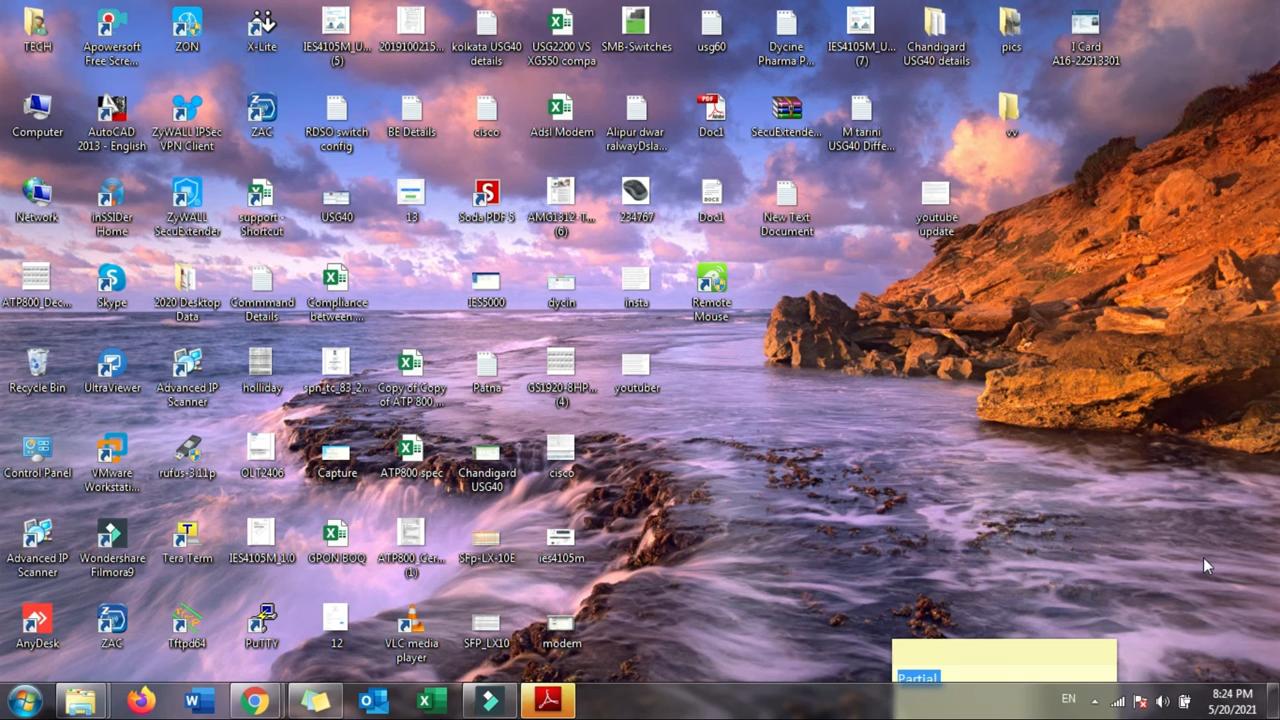 TECH
Apowersoft
Free Scre...
ZON
X-Lite
IES4105M_U...
(5)
2019100215...
kolkata USG40
details
USG2200 VS
XG550 compa
SMB-Switches
usg60
Dycine
Pharma P...
IES4105M_U...
(7)
Chandigard
USG40 details
pics
I Card
A16-22913301
Computer
AutoCAD
2013 - English
ZyWALL IPSec
VPN Client
ZAC
RDSO switch
config
BE Details
cisco
Adsl Modem
Alipur dwar
ralwayDsla...
Doc1
SecuExtende...
M tarini
USG40 Diffe...
vv
Network
inSSIDer
Home
ZyWALL
SecuExtender
support -
Shortcut
USG40
13
Soda PDF 5
AMG1312-T...
(6)
234767
Doc1
New Text
Document
youtube
update
ATP800_Dec...
Skype
2020 Desktop
Data
Commmand
Details
Compliance
between ...
IES5000
dycin
insta
Remote
Mouse
Recycle Bin
UltraViewer
Advanced IP
Scanner
holliday
spn_tc_83_2...
Copy of Copy
of ATP 800 ...
Patna
GS1920-8HP...
(4)
youtuber
Control Panel
VMware
Workstati...
rufus-3.11p
OLT2406
Capture
ATP800 spec
Chandigard
USG40
cisco
Advanced IP
Scanner
Wondershare
Filmora9
Tera Term
IES4105M_1.0
GPON BOQ
ATP800_Cer...
(1)
SFp-LX-10E
ies4105m
AnyDesk
ZAC
Tftpd64
PuTTY
12
VLC media
player
SFP_LX10
modem
Partial
EN
8:24 PM
5/20/2021